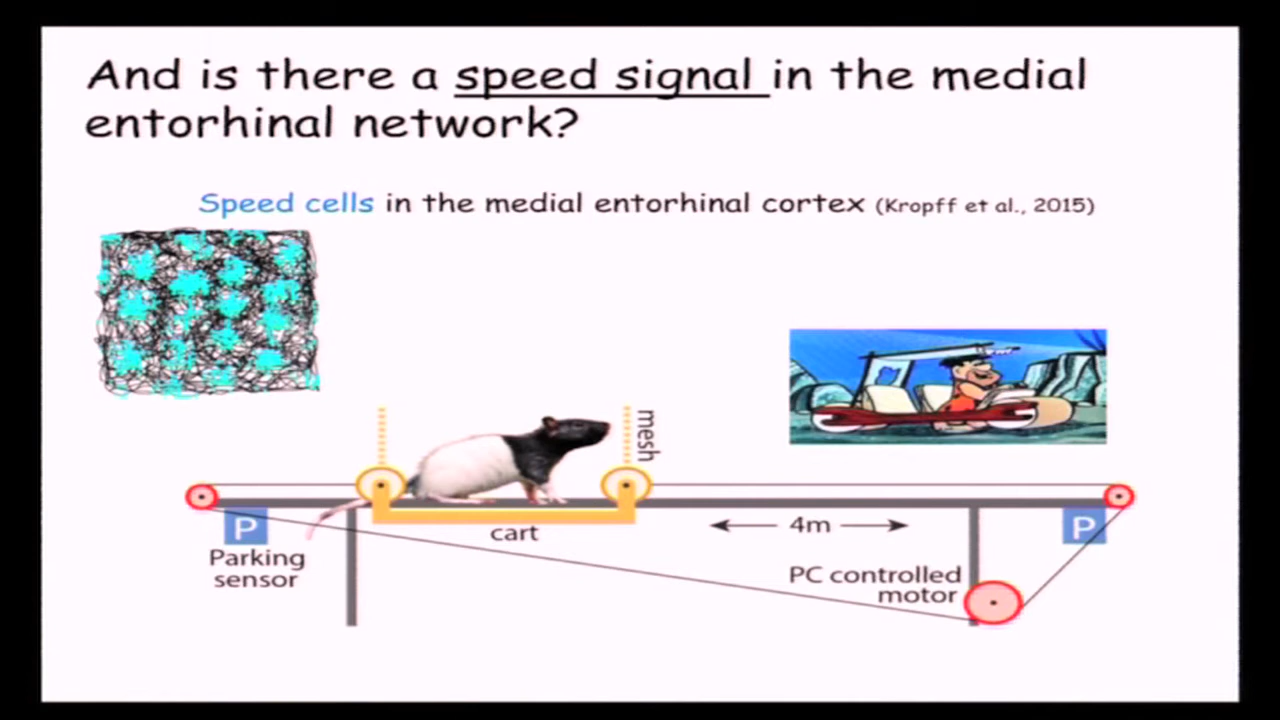 And is there a speed signal in the medial
entorhinal network?
Speed cells in the medial entorhinal cortex (Kropff et al., 2015)
mesh
P
Parking
sensor
cart
4m
P
PC controlled
motor